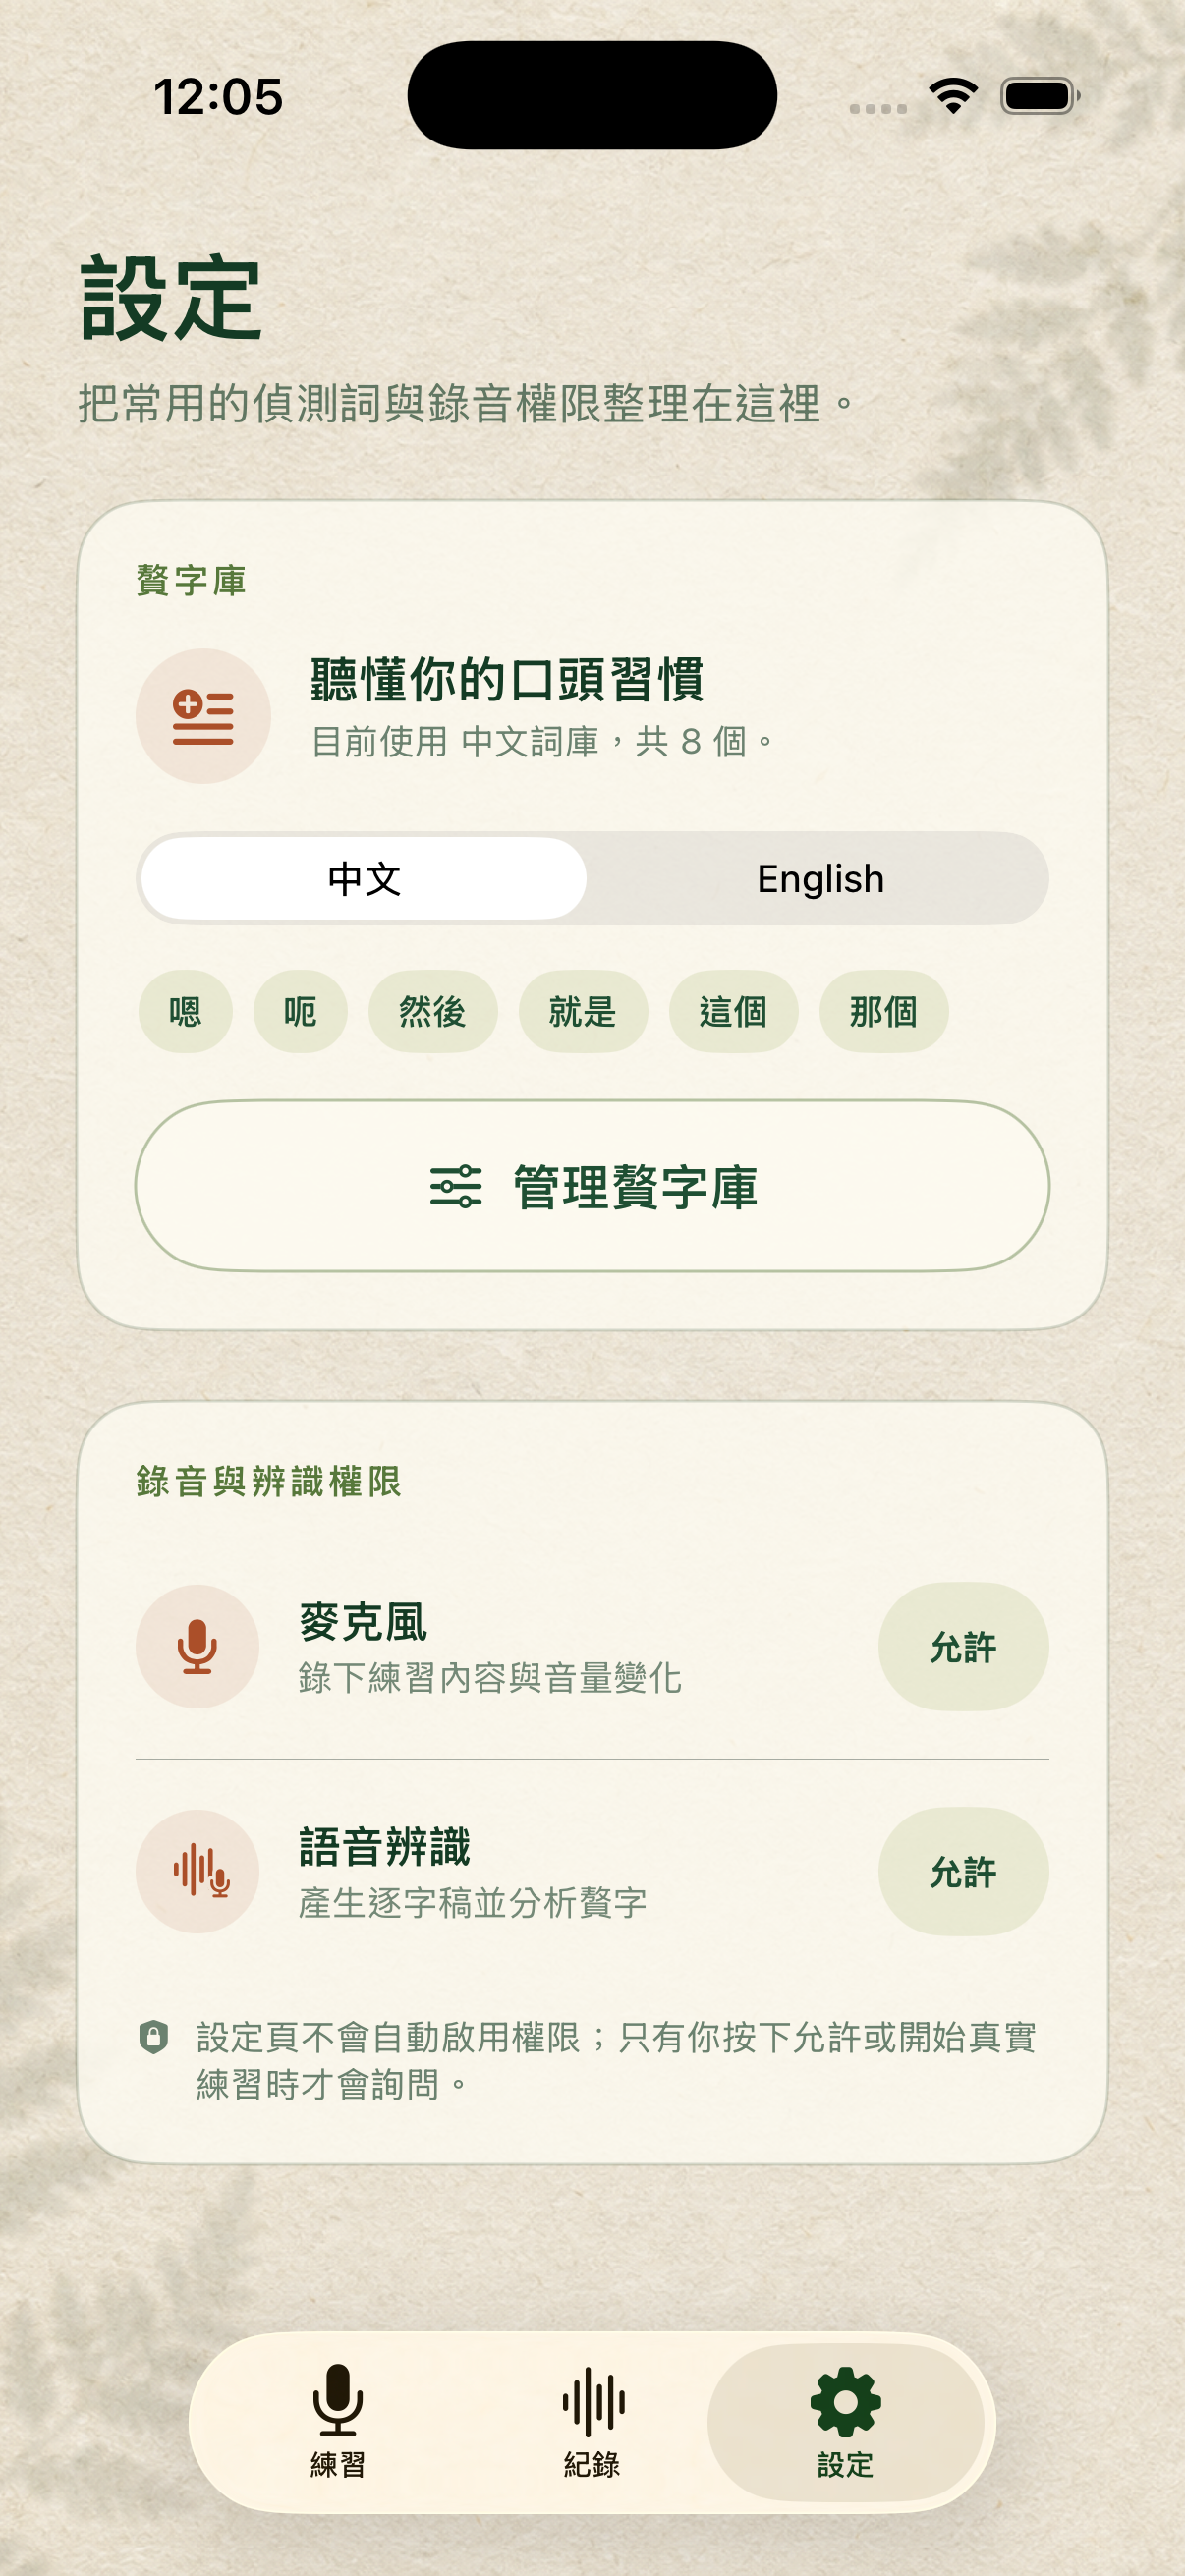 12:05
設定
把常用的偵測詞與錄音權限整理在這裡。
贅字庫
聽懂你的口頭習慣
目前使用 中文詞庫，共 8 個。
中文 English
嗯 呃 然後 就是 這個 那個
管理贅字庫
錄音與辨識權限
麥克風
錄下練習內容與音量變化
允許
語音辨識
產生逐字稿並分析贅字
允許
設定頁不會自動啟用權限；只有你按下允許或開始真實
練習時才會詢問。
練習 紀錄 設定